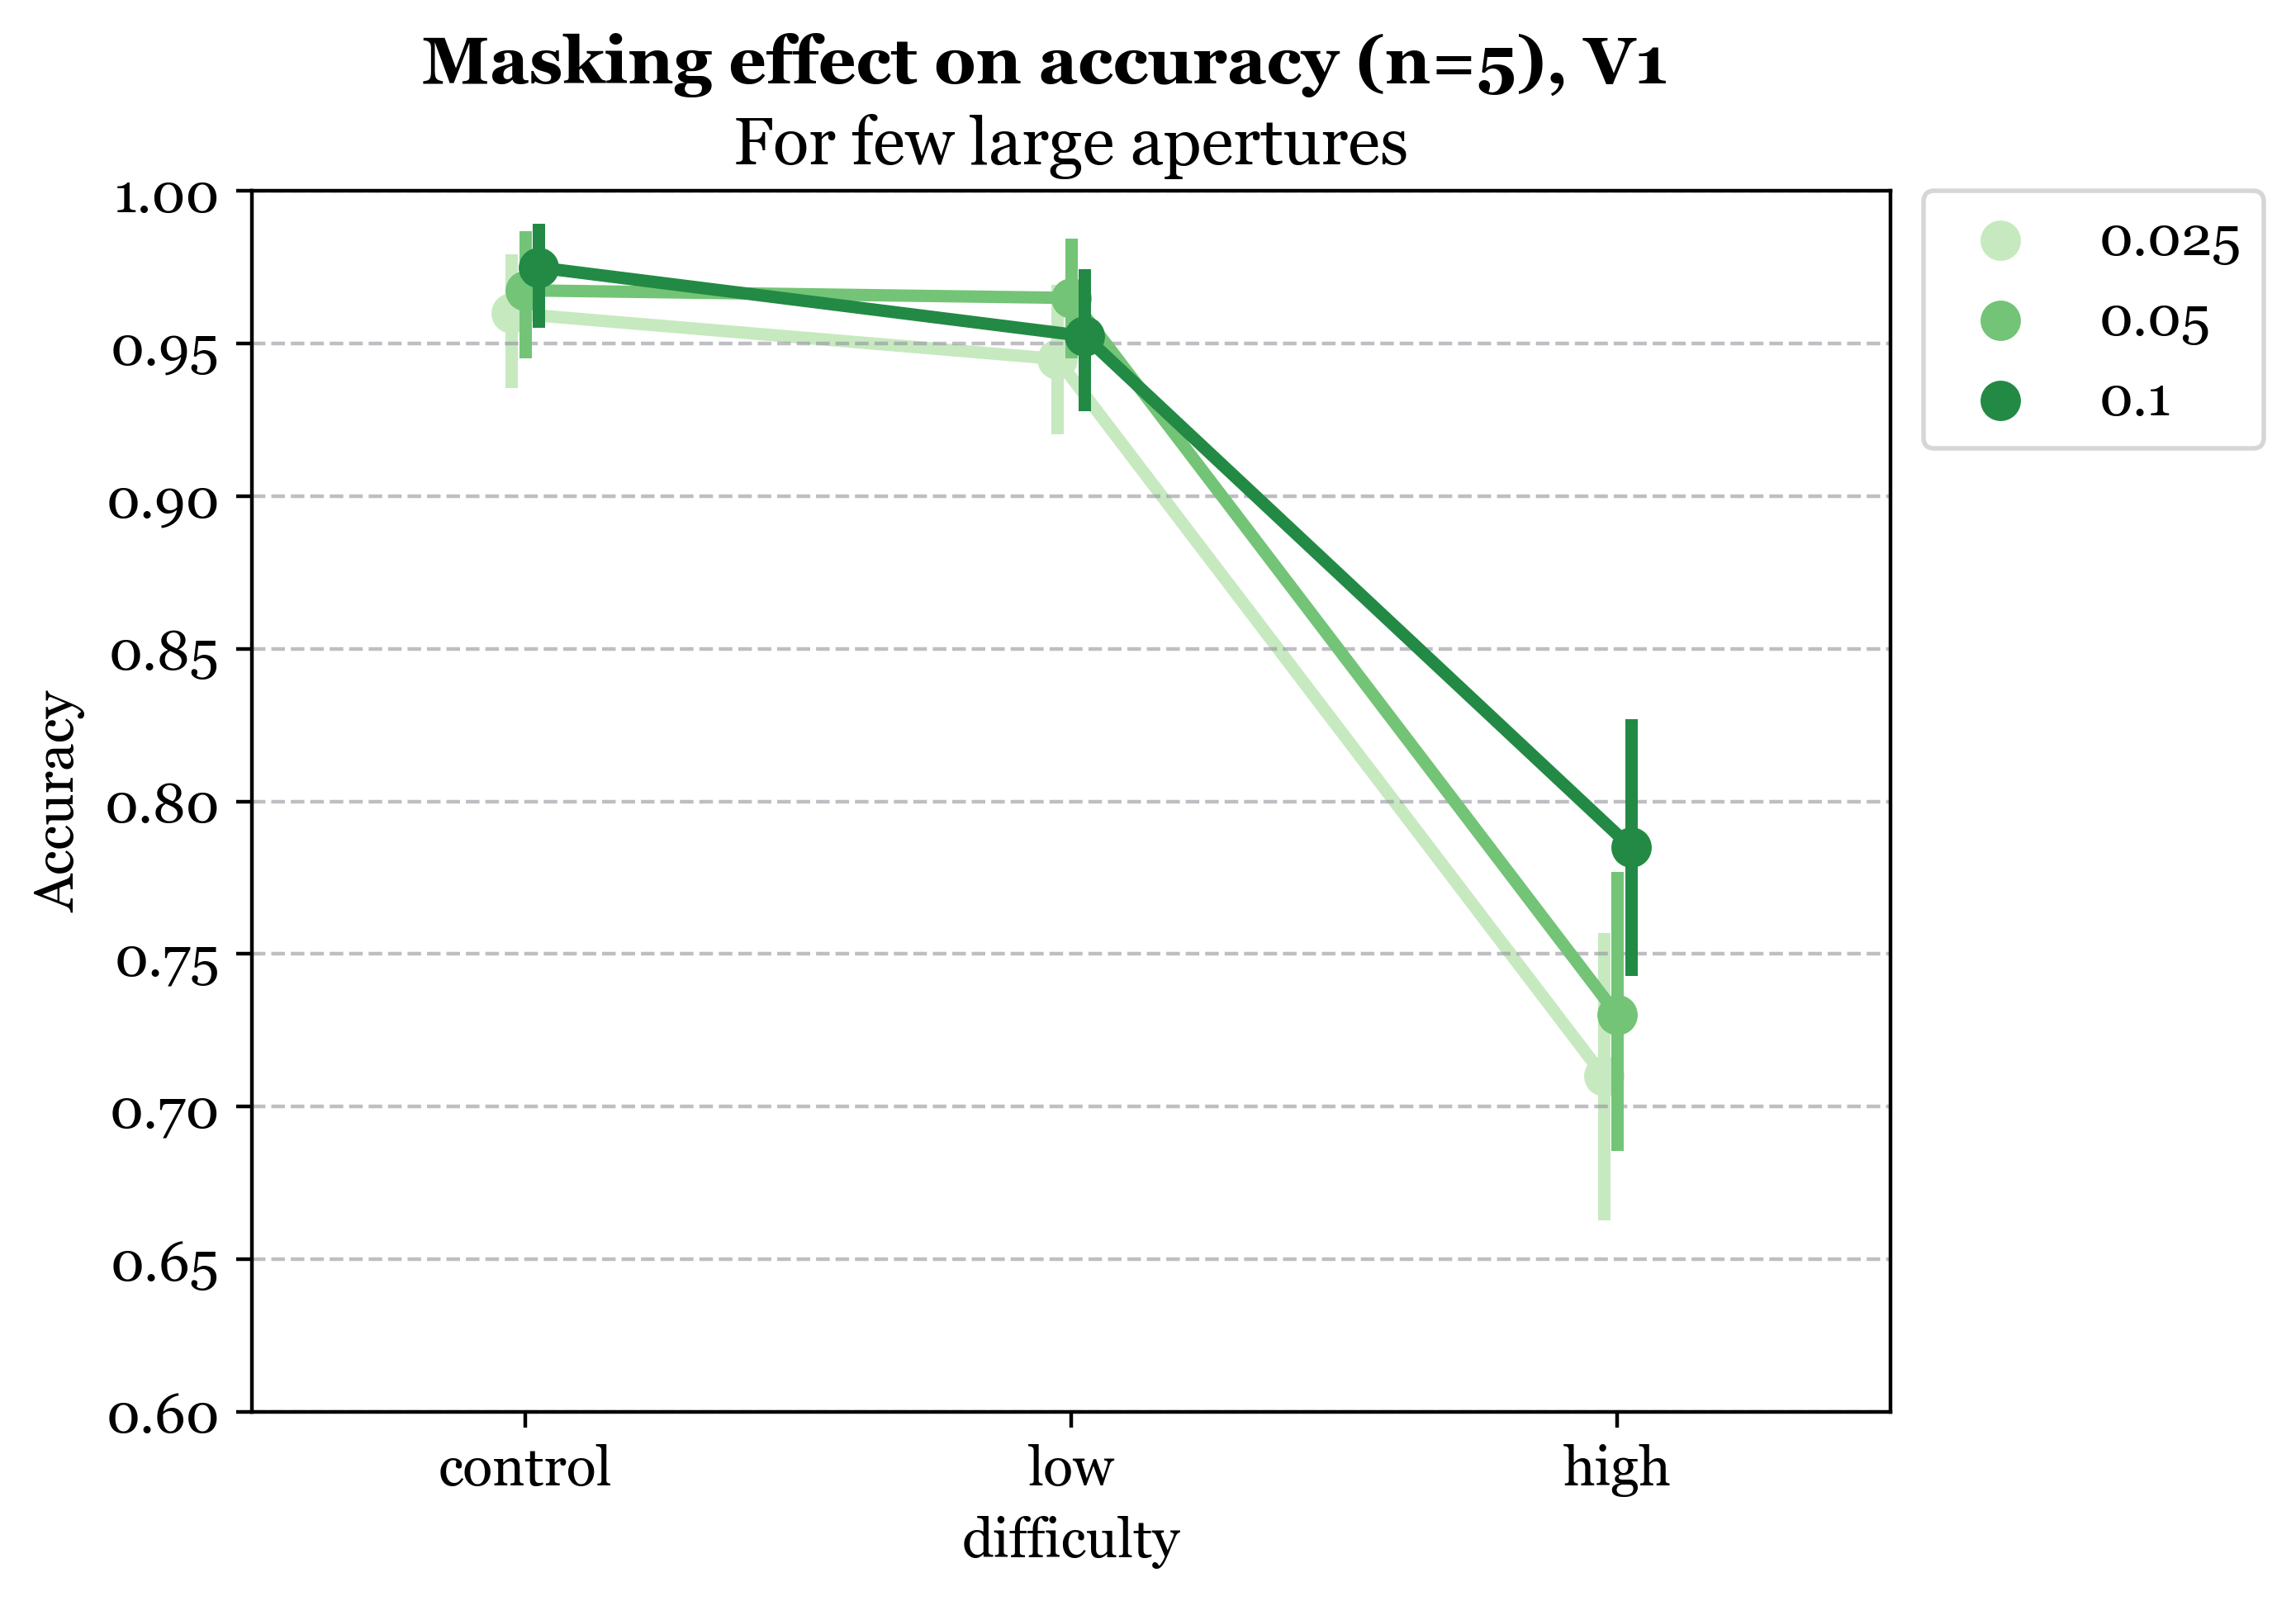 Masking effect on accuracy (n=5), V1
For few large apertures
1.00
0.95
0.90
0.85
0.80
0.75
0.70
0.65
0.60
Accuracy
control
low
high
difficulty
0.025
0.05
0.1